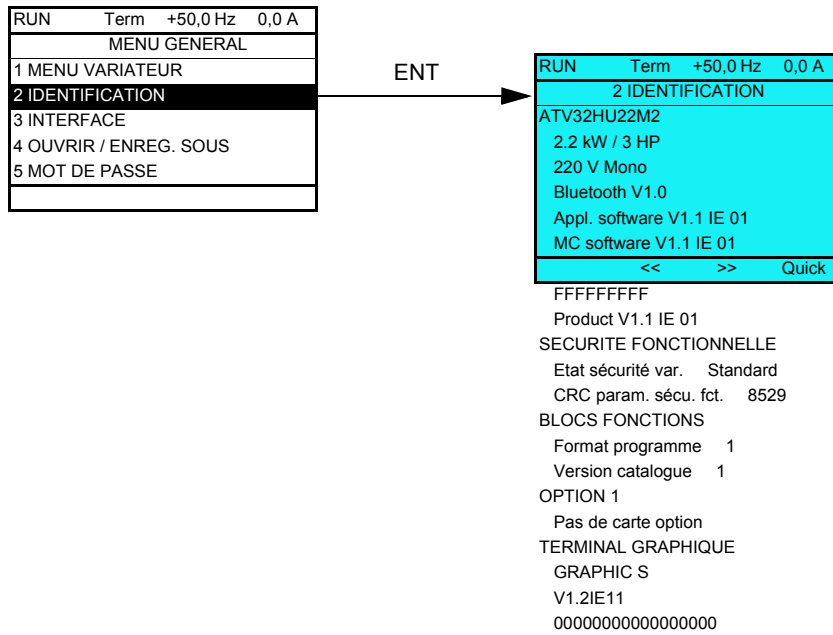 RUN Term +50,0 Hz 0,0 A
MENU GENERAL
1 MENU VARIATEUR
2 IDENTIFICATION
3 INTERFACE
4 OUVRIR / ENREG. SOUS
5 MOT DE PASSE
ENT
RUN Term +50,0 Hz 0,0 A
2 IDENTIFICATION
ATV32HU22M2
2.2 kW / 3 HP
220 V Mono
Bluetooth V1.0
Appl. software V1.1 IE 01
MC software V1.1 IE 01
<< >> Quick
FFFFFFFFF
Product V1.1 IE 01
SECURITE FONCTIONNELLE
Etat sécurité var. Standard
CRC param. sécu. fct. 8529
BLOCS FONCTIONS
Format programme 1
Version catalogue 1
OPTION 1
Pas de carte option
TERMINAL GRAPHIQUE
GRAPHIC S
V1.2IE11
00000000000000000